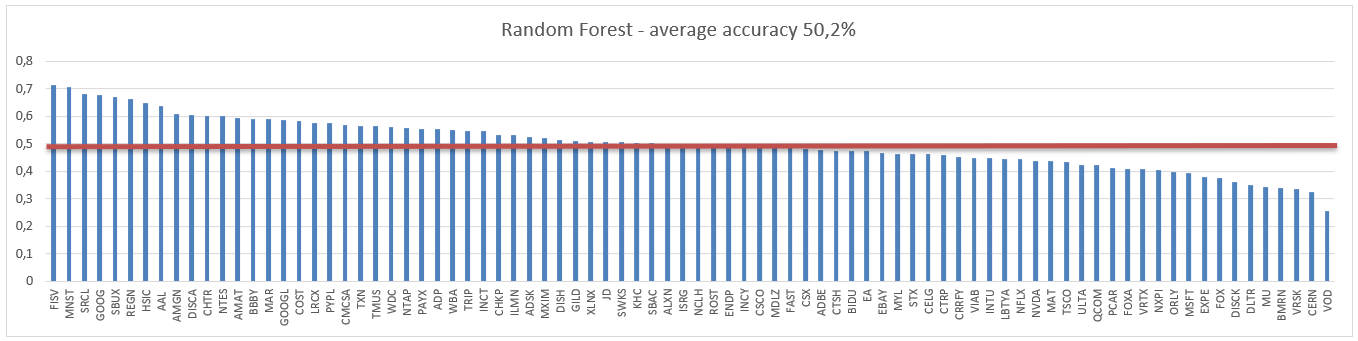 Random Forest - average accuracy 50,2%
0,8
0,7
0,6
0,5
0,4
0,3
0,2
0,1
0
FISV
MNST
SRCL
GOOG
SBUX
REGN
HSIC
AAL
AMGN
DISCA
CHTR
NTES
AMAT
BBBY
MAR
GOOGL
COST
LRCX
PYPL
CMCSA
TXN
TMUS
WDC
NTAP
PAYX
ADP
WBA
TRIP
INCT
CHKP
ILMN
ADSK
MXIM
DISH
GILD
XLNX
JD
SWKS
KHC
SBAC
ALXN
ISRG
NCLH
ROST
ENDP
INCY
CSCO
MDLZ
FAST
CSX
ADBE
CTSH
BIDU
EA
EBAY
MYL
STX
CELG
CTRP
CRRFY
VIAB
INTU
LBTYA
NFLX
NVDA
MAT
TSCO
ULTA
QCOM
PCAR
FOXA
VRTX
NXPI
ORLY
MSFT
EXPE
FOX
DISCK
DLTR
MU
BMRN
VRSK
CERN
VOD